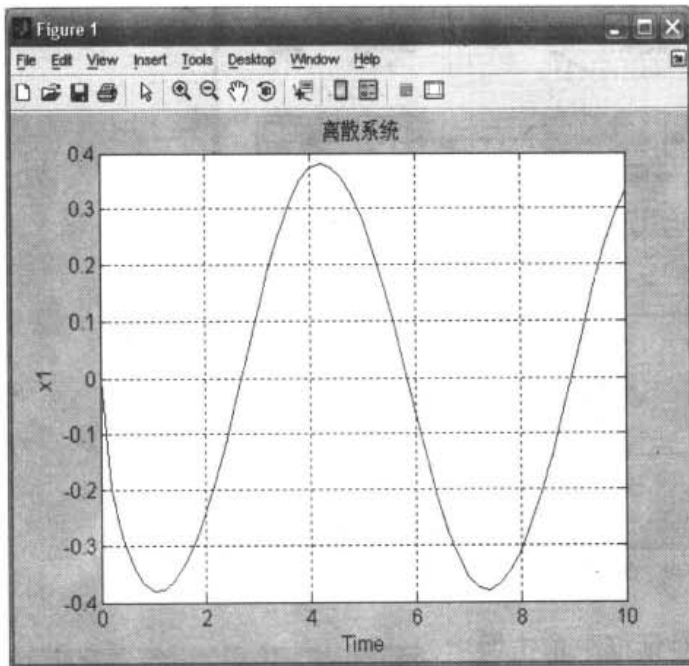 Figure 1
File Edit View Insert Tools Desktop Window Help
离散系统
0.4
0.3
0.2
0.1
0
-0.1
-0.2
-0.3
-0.4
x1
0 2 4 6 8 10
Time